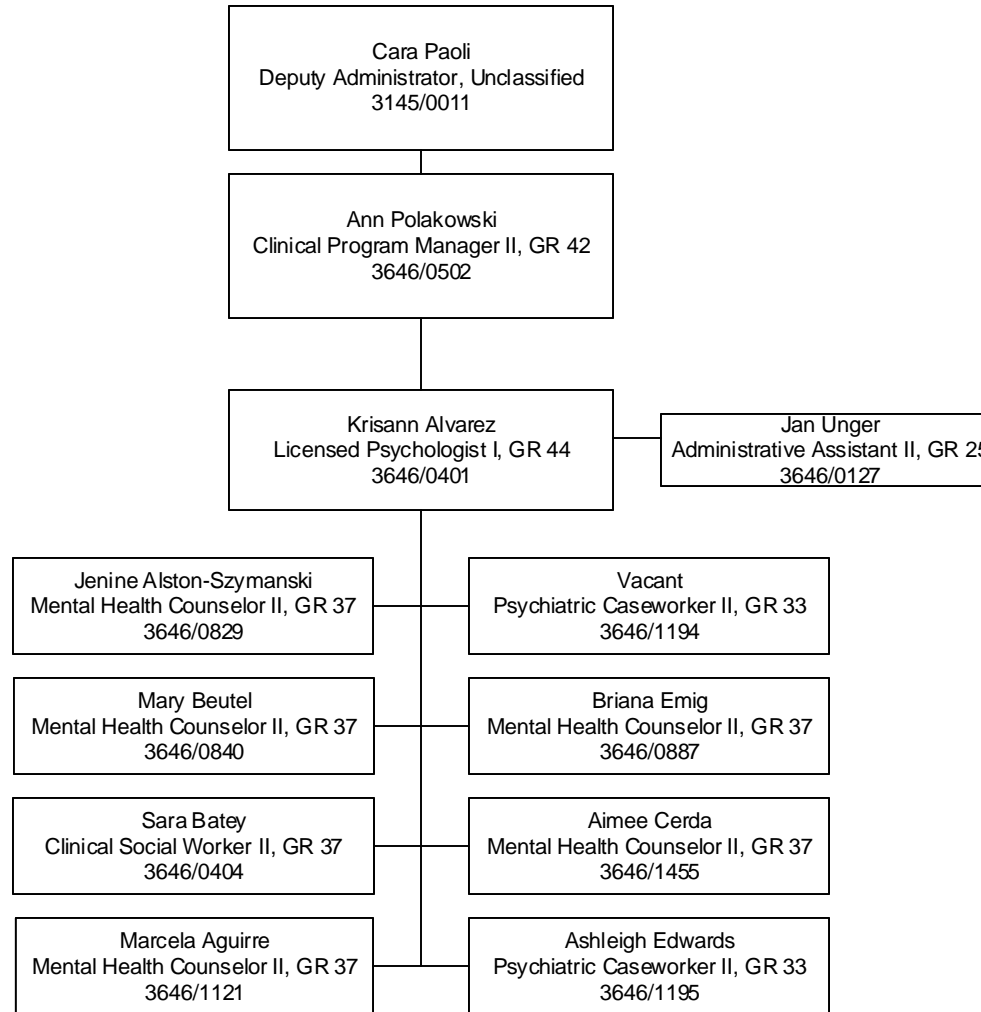 Cara Paoli
Deputy Administrator, Unclassified
3145/0011
Ann Polakowski
Clinical Program Manager II, GR 42
3646/0502
Krisann Alvarez
Licensed Psychologist I, GR 44
3646/0401
Jan Unger
Administrative Assistant II, GR 25
3646/0127
Jenine Alston-Szymanski
Mental Health Counselor II, GR 37
3646/0829
Vacant
Psychiatric Caseworker II, GR 33
3646/1194
Mary Beutel
Mental Health Counselor II, GR 37
3646/0840
Briana Emig
Mental Health Counselor II, GR 37
3646/0887
Sara Batey
Clinical Social Worker II, GR 37
3646/0404
Aimee Cerda
Mental Health Counselor II, GR 37
3646/1455
Marcela Aguirre
Mental Health Counselor II, GR 37
3646/1121
Ashleigh Edwards
Psychiatric Caseworker II, GR 33
3646/1195